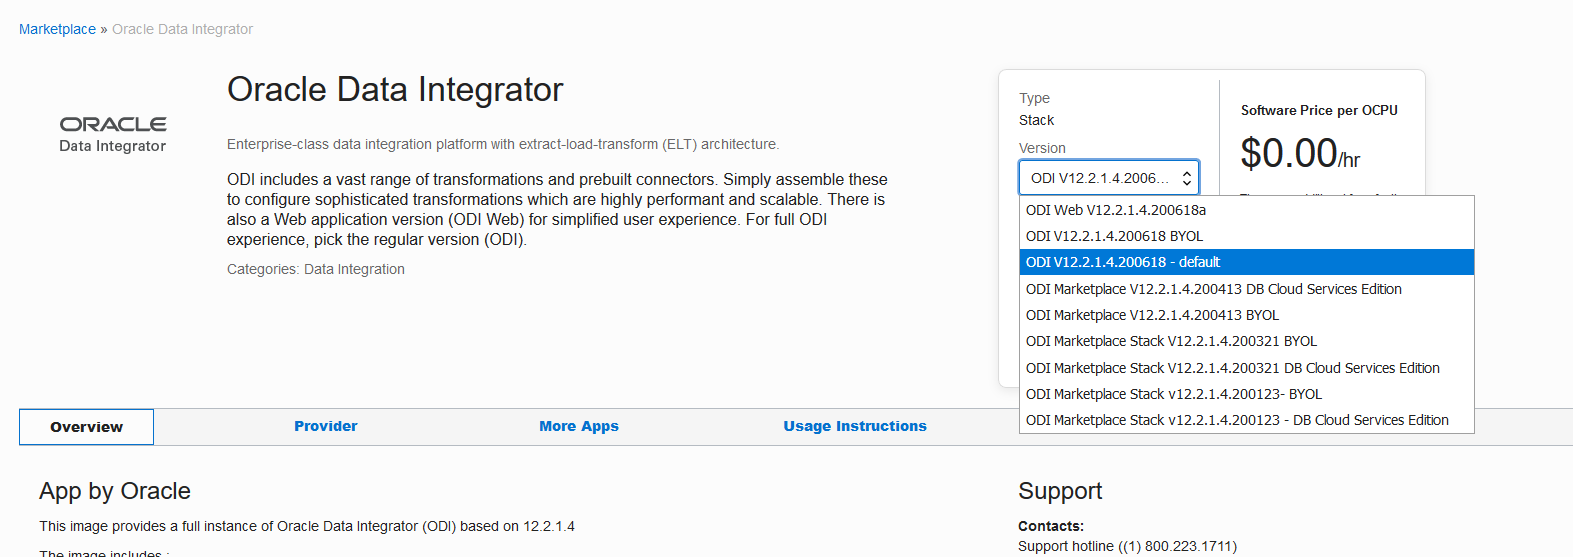 Marketplace » Oracle Data Integrator
ORACLE
Data Integrator
Oracle Data Integrator
Enterprise-class data integration platform with extract-load-transform (ELT) architecture.
ODI includes a vast range of transformations and prebuilt connectors. Simply assemble these
to configure sophisticated transformations which are highly performant and scalable. There is
also a Web application version (ODI Web) for simplified user experience. For full ODI
experience, pick the regular version (ODI).
Categories: Data Integration
Type
Stack
Version
ODI V12.2.1.4.2006...
Software Price per OCPU
$0.00/hr
ODI Web V12.2.1.4.200618a
ODI V12.2.1.4.200618 BYOL
ODI V12.2.1.4.200618 - default
ODI Marketplace V12.2.1.4.200413 DB Cloud Services Edition
ODI Marketplace V12.2.1.4.200413 BYOL
ODI Marketplace Stack V12.2.1.4.200321 BYOL
ODI Marketplace Stack V12.2.1.4.200321 DB Cloud Services Edition
ODI Marketplace Stack v12.2.1.4.200123- BYOL
ODI Marketplace Stack v12.2.1.4.200123 - DB Cloud Services Edition
Overview
Provider
More Apps
Usage Instructions
App by Oracle
This image provides a full instance of Oracle Data Integrator (ODI) based on 12.2.1.4
The image includes :
Support
Contacts:
Support hotline ((1) 800.223.1711)